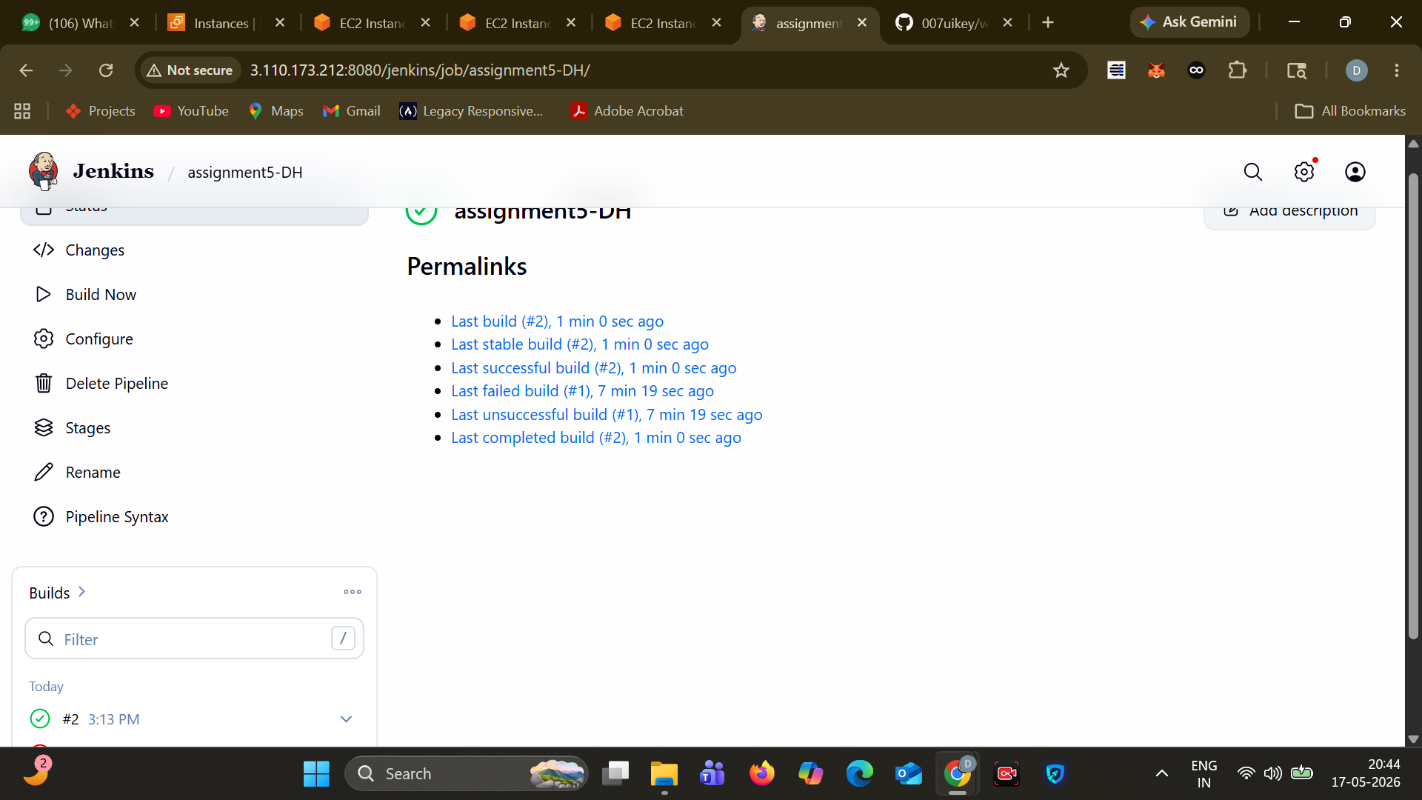 99+ (106) What
Instances |
EC2 Instanc
EC2 Instanc
EC2 Instanc
assignment
007uikey/w
Ask Gemini
Not secure 3.110.173.212:8080/jenkins/job/assignment5-DH/
D
Projects
YouTube
Maps
Gmail
Legacy Responsive...
Adobe Acrobat
All Bookmarks
Jenkins / assignment5-DH
Status
assignment5-DH
Add description
Changes
Build Now
Configure
Delete Pipeline
Stages
Rename
Pipeline Syntax
Permalinks
Last build (#2), 1 min 0 sec ago
Last stable build (#2), 1 min 0 sec ago
Last successful build (#2), 1 min 0 sec ago
Last failed build (#1), 7 min 19 sec ago
Last unsuccessful build (#1), 7 min 19 sec ago
Last completed build (#2), 1 min 0 sec ago
Builds
Filter /
Today
#2 3:13 PM
2
Search
D
ENG
IN
20:44
17-05-2026